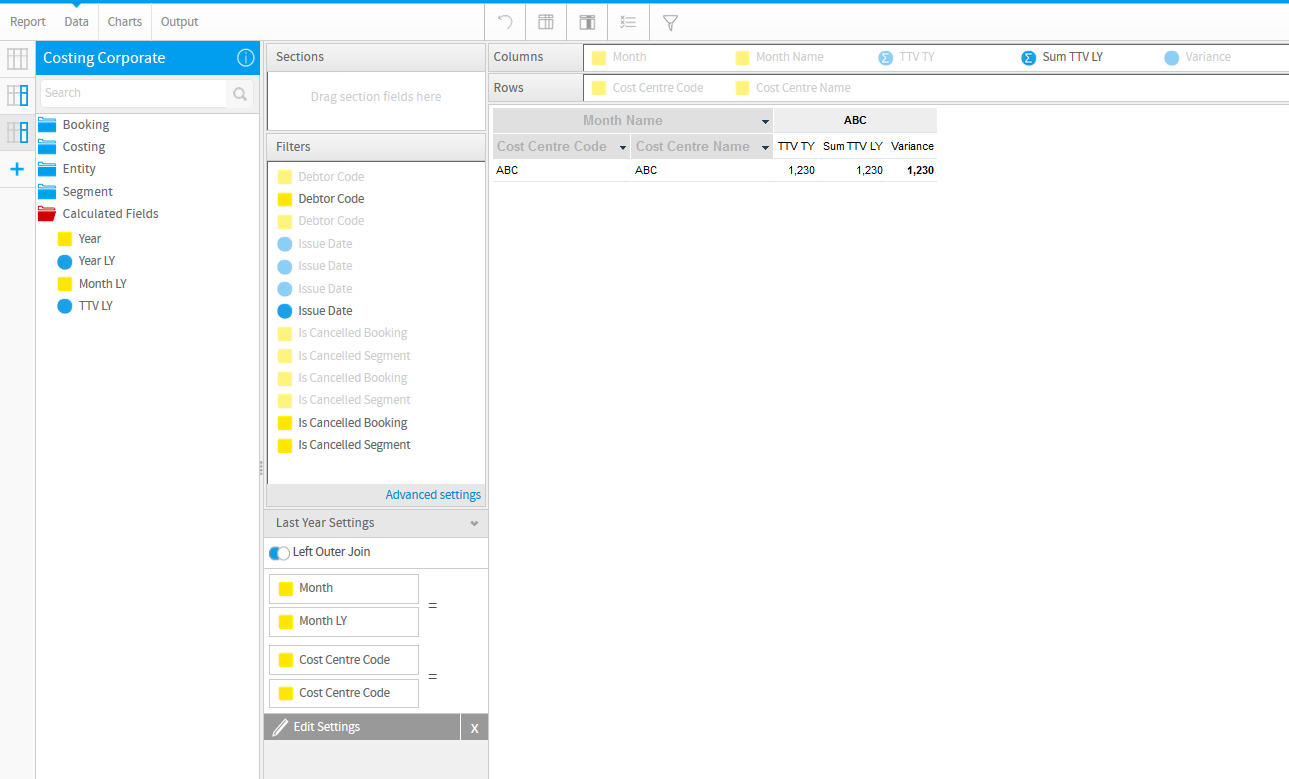 Report Data Charts Output
Costing Corporate
Search
Booking
Costing
Entity
Segment
Calculated Fields
Year
Year LY
Month LY
TTV LY
Sections
Drag section fields here
Filters
Debtor Code
Debtor Code
Debtor Code
Issue Date
Issue Date
Issue Date
Issue Date
Is Cancelled Booking
Is Cancelled Segment
Is Cancelled Booking
Is Cancelled Segment
Is Cancelled Booking
Is Cancelled Segment
Advanced settings
Last Year Settings
Left Outer Join
Month
=
Month LY
Cost Centre Code
=
Cost Centre Code
Edit Settings X
Columns Month Month Name Σ TTV TY Σ Sum TTV LY Variance
Rows Cost Centre Code Cost Centre Name
Month Name ABC
Cost Centre Code Cost Centre Name TTV TY Sum TTV LY Variance
ABC ABC 1,230 1,230 1,230